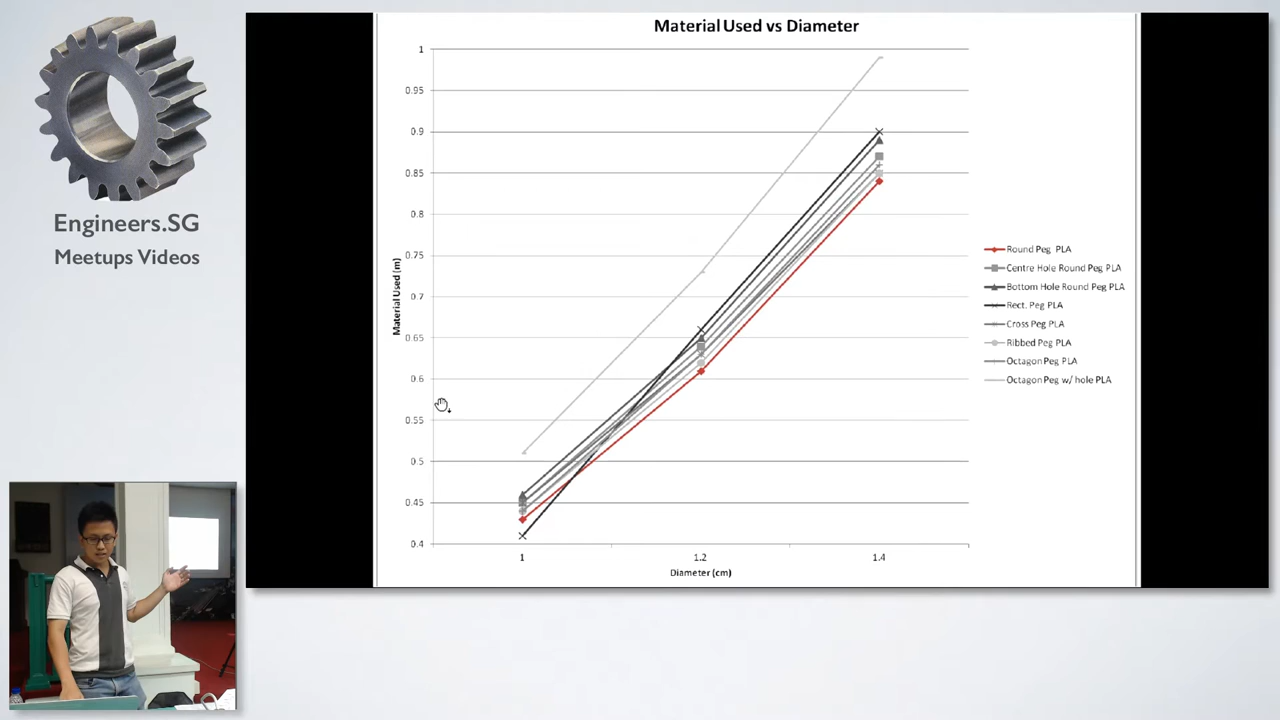 Engineers.SG
Meetups Videos
Material Used vs Diameter
1
0.95
0.9
0.85
0.8
0.75
0.7
0.65
0.6
0.55
0.5
0.45
0.4
Material Used (m)
1 1.2 1.4
Diameter (cm)
Round Peg PLA
Centre Hole Round Peg PLA
Bottom Hole Round Peg PLA
Rect. Peg PLA
Cross Peg PLA
Ribbed Peg PLA
Octagon Peg PLA
Octagon Peg w/ hole PLA